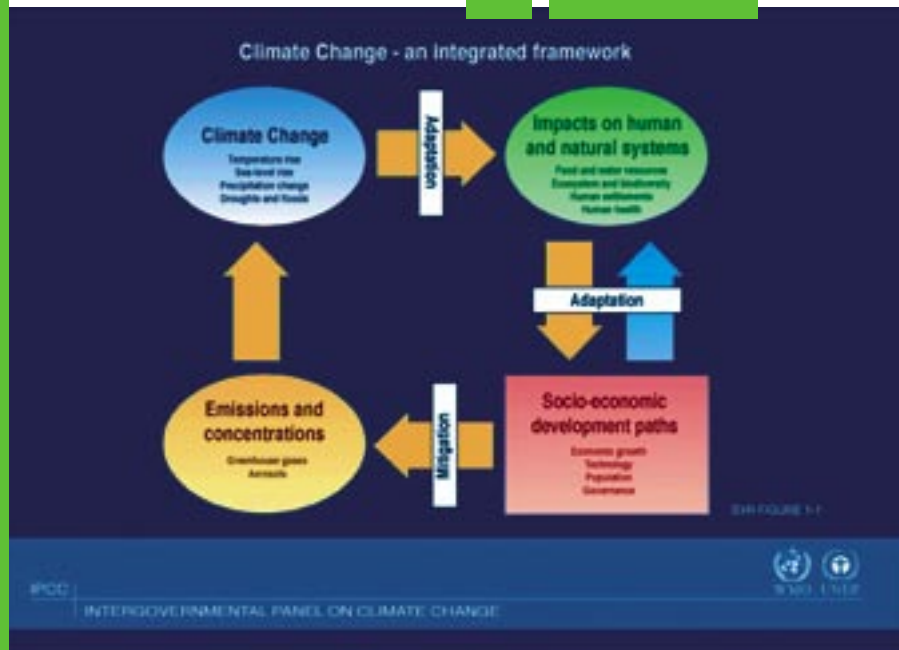 Climate Change - an integrated framework
Climate Change
Temperature rise
Sea-level rise
Precipitation change
Droughts and floods
Adaptation
Impacts on human
and natural systems
Food and water resources
Ecosystem and biodiversity
Human settlements
Human health
Adaptation
Emissions and
concentrations
Greenhouse gases
Aerosols
Mitigation
Socio-economic
development paths
Economic growth
Technology
Population
Governance
SYR FIGURE 1-1
IPCC
INTERGOVERNMENTAL PANEL ON CLIMATE CHANGE
WMO UNEP